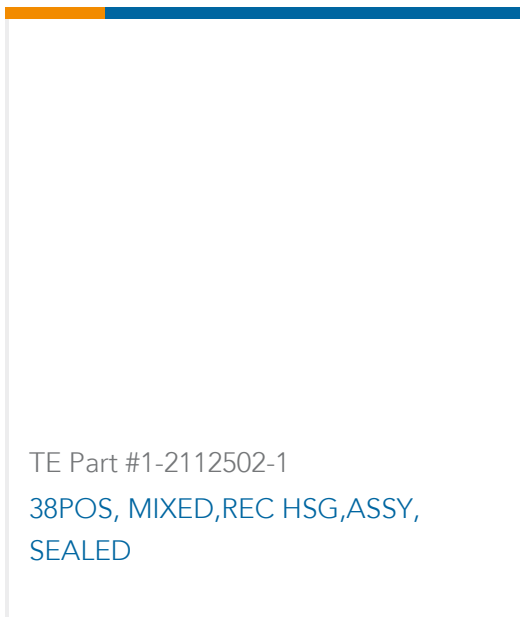 TE Part #1-2112502-1
38POS, MIXED,REC HSG,ASSY,
SEALED